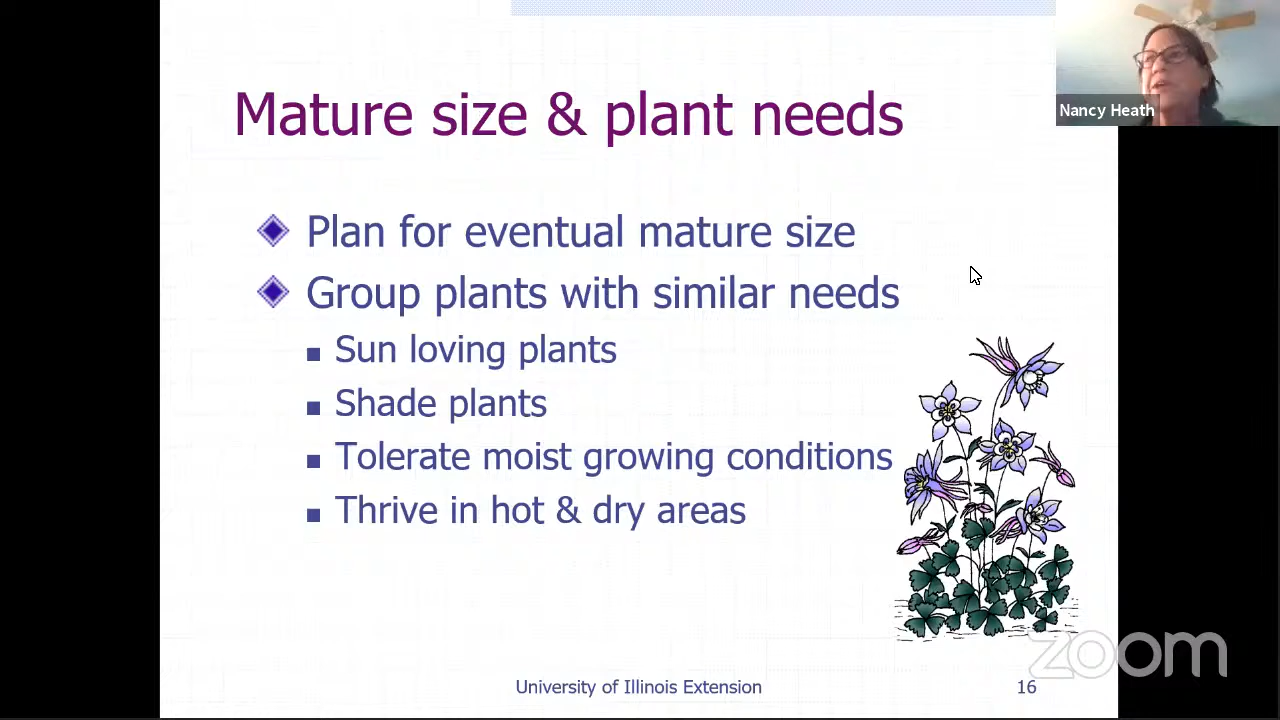 Mature size & plant needs
Nancy Heath
Plan for eventual mature size
Group plants with similar needs
Sun loving plants
Shade plants
Tolerate moist growing conditions
Thrive in hot & dry areas
zoom
University of Illinois Extension
16